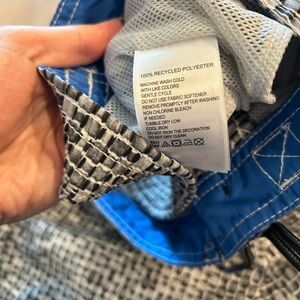 100% RECYCLED POLYESTER
MACHINE WASH COLD
WITH LIKE COLORS
GENTLE CYCLE
DO NOT USE FABRIC SOFTENER
REMOVE PROMPTLY AFTER WASHING
NON CHLORINE BLEACH
IF NEEDED
TUMBLE DRY LOW
COOL IRON
DO NOT IRON THE DECORATION
DO NOT DRY CLEAN